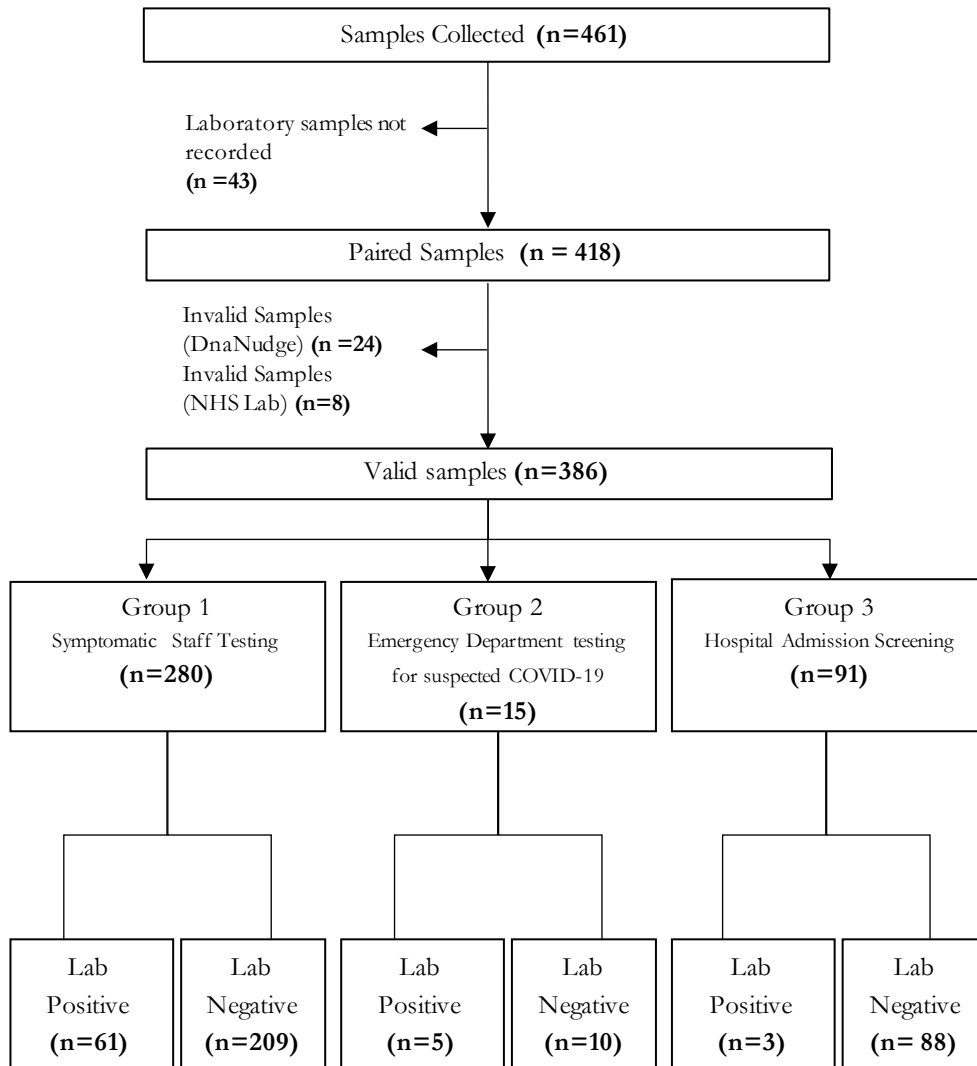 Samples Collected (n=461)
Laboratory samples not
recorded
(n =43)
Paired Samples (n = 418)
Invalid Samples
(DnaNudge) (n =24)
Invalid Samples
(NHS Lab) (n=8)
Valid samples (n=386)
Group 1
Symptomatic Staff Testing
(n=280)
Group 2
Emergency Department testing
for suspected COVID-19
(n=15)
Group 3
Hospital Admission Screening
(n=91)
Lab
Positive
(n=61)
Lab
Negative
(n=209)
Lab
Positive
(n=5)
Lab
Negative
(n=10)
Lab
Positive
(n=3)
Lab
Negative
(n= 88)